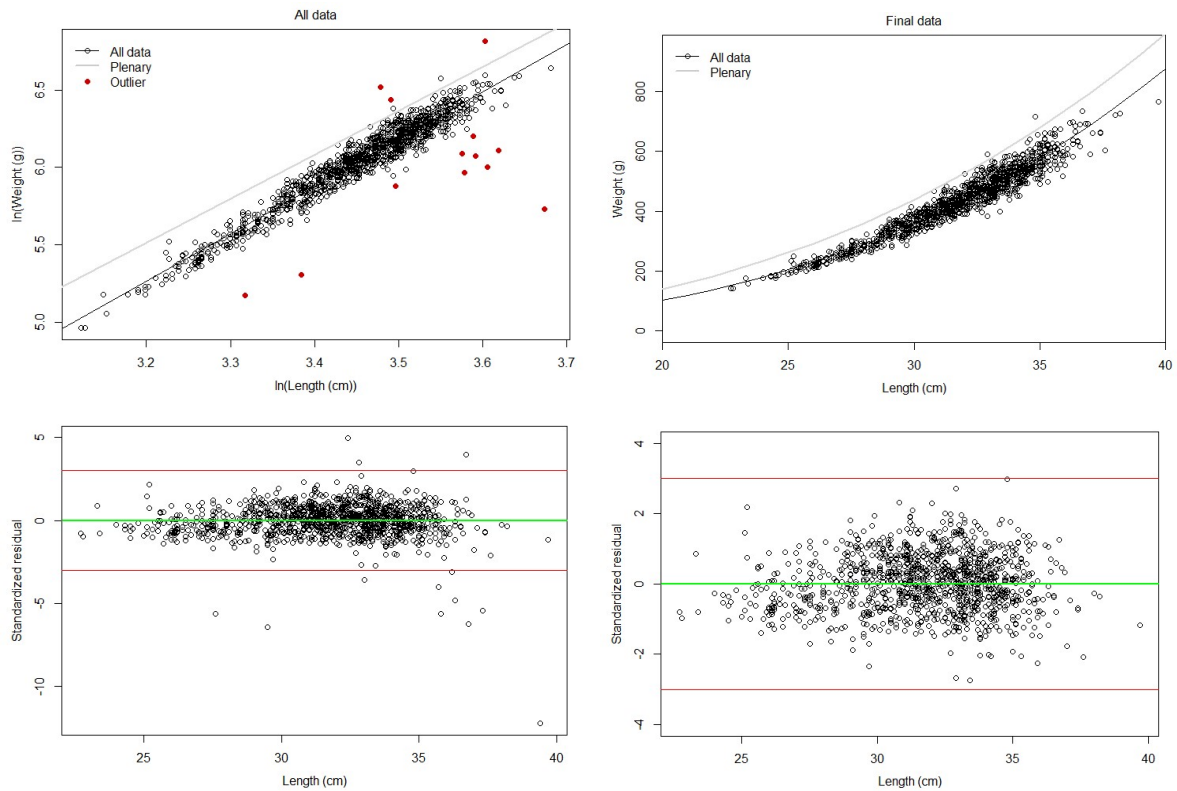 All data
All data
Plenary
Outlier
ln(Weight (g))
5.0 5.5 6.0 6.5
3.2 3.3 3.4 3.5 3.6 3.7
ln(Length (cm))
Final data
All data
Plenary
Weight (g)
0 200 400 600 800
20 25 30 35 40
Length (cm)
Standardized residual
-10 -5 0 5
25 30 35 40
Length (cm)
Standardized residual
-4 -2 0 2 4
25 30 35 40
Length (cm)